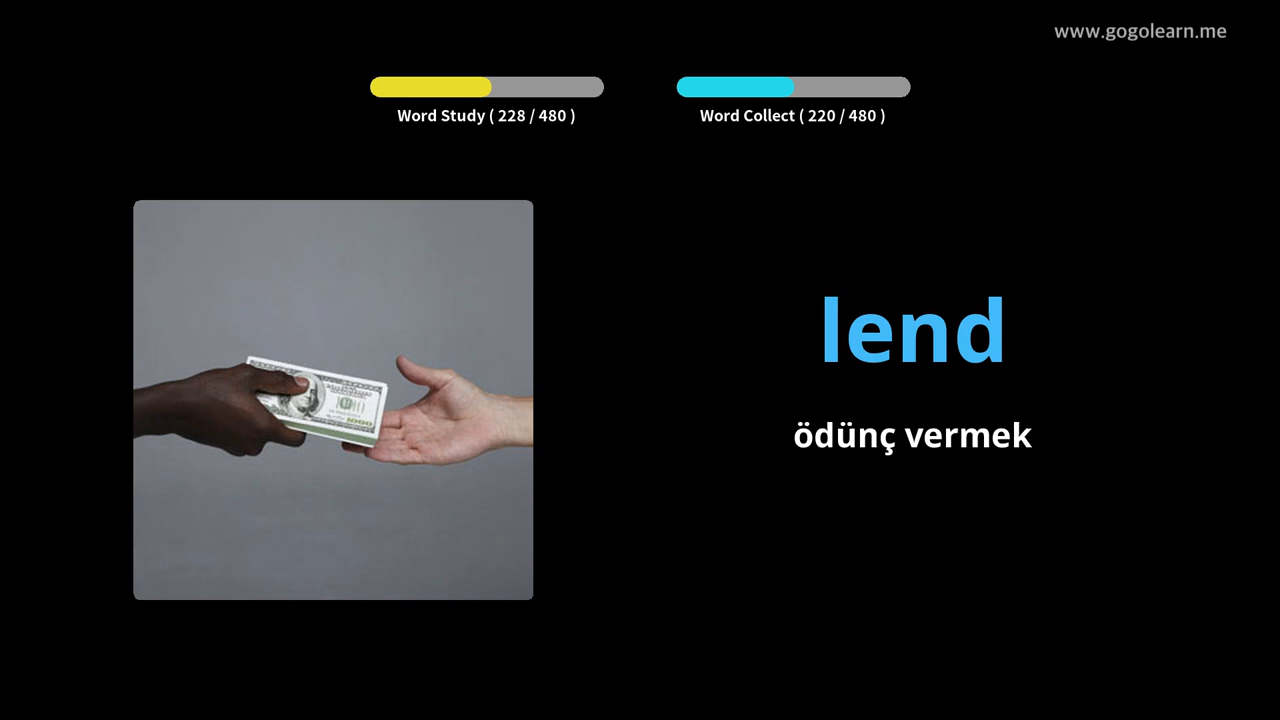 www.gogolearn.me
Word Study ( 228 / 480 )
Word Collect ( 220 / 480 )
lend
ödünç vermek